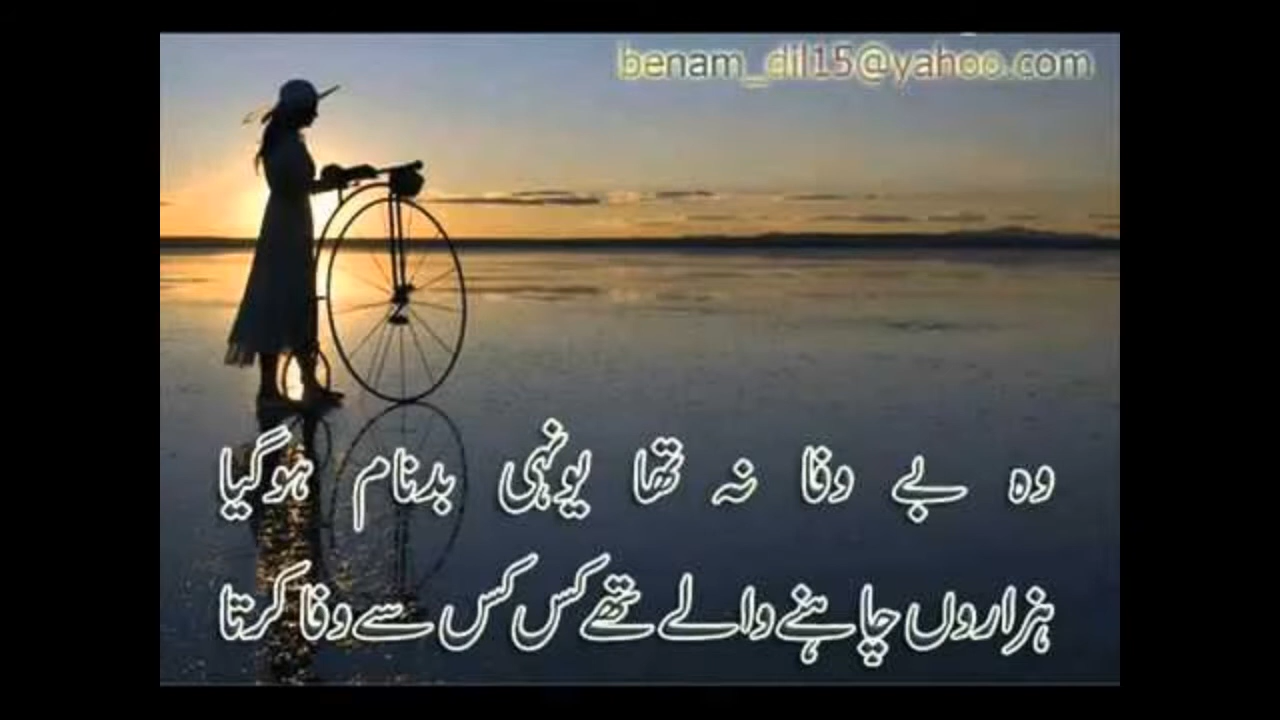 benam_dil15@yahoo.com
وہ بے وفا نہ تھا یونہی بدنام ہوگیا
ہزاروں چاہنے والے تھے کس کس سے وفا کرتا